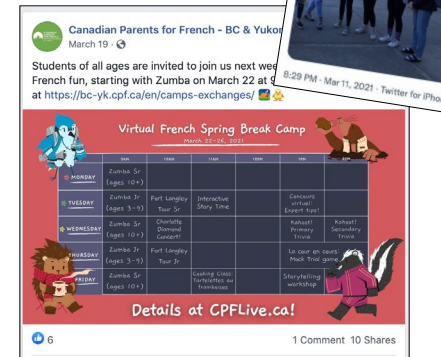 Canadian Parents for French - BC & Yukon
March 19 ·
8:29 PM · Mar 11, 2021 · Twitter for iPhone
Students of all ages are invited to join us next
French fun, starting with Zumba on March 22 at
at https://bc-yk.cpf.ca/en/camps-exchanges/
Virtual French Spring Break Camp
March 22-26, 2021
9AM 10AM 11AM 12PM 1PM
MONDAY Zumba Sr
(ages 10+)
TUESDAY Zumba Jr (ages 3-9) Fort Langley Tour Sr Interactive Story Time Concours virtuel: Expert tips!
WEDNESDAY Zumba Sr (ages 10+) Charlotte Diamond Concert! Kahoot! Primary Trivia Kahoot! Secondary Trivia
THURSDAY Zumba Jr (ages 3-9) Fort Langley Tour Jr La cour en cours: Mock Trial game
FRIDAY Zumba Sr (ages 10+) Cooking Class: Tartelettes au framboises Storytelling workshop
Details at CPFLive.ca!
6
1 Comment 10 Shares